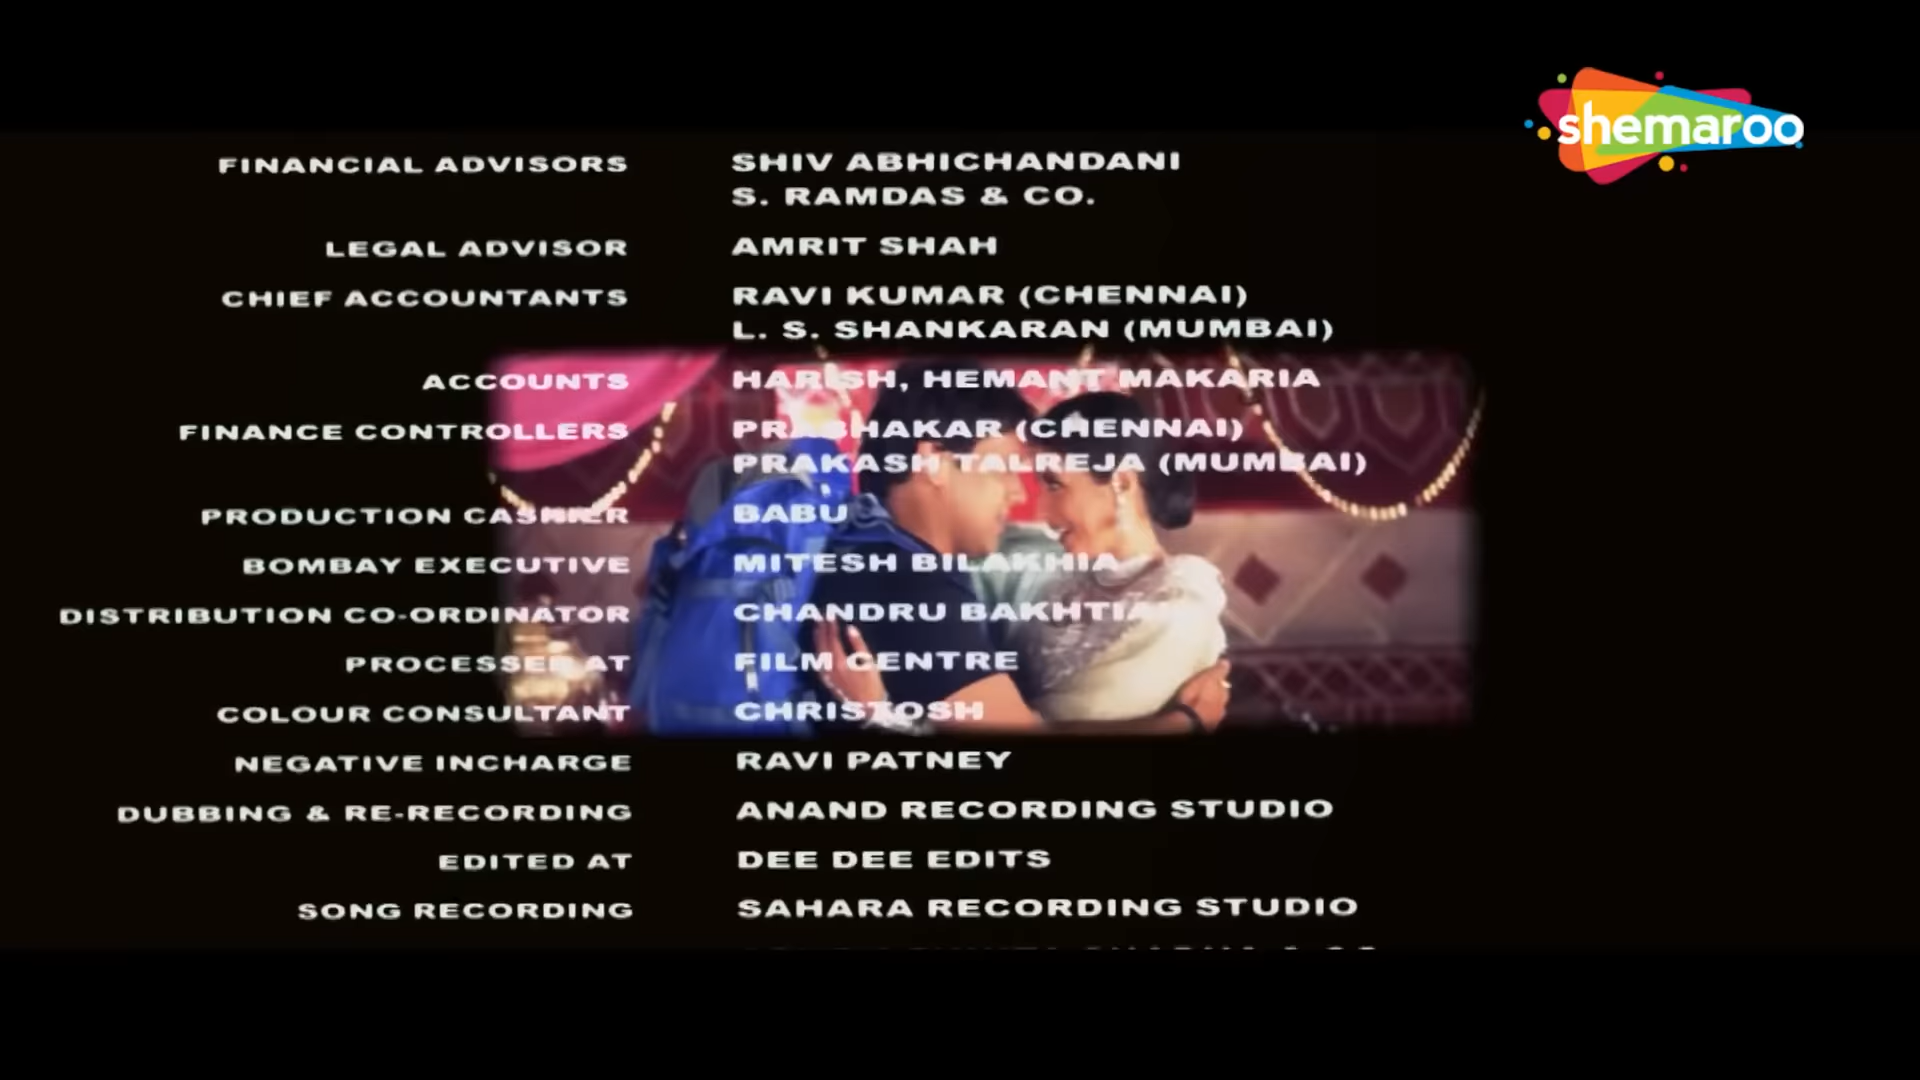 shemaroo
FINANCIAL ADVISORS SHIV ABHICHANDANI
S. RAMDAS & CO.
LEGAL ADVISOR AMRIT SHAH
CHIEF ACCOUNTANTS RAVI KUMAR (CHENNAI)
L. S. SHANKARAN (MUMBAI)
ACCOUNTS HARISH, HEMANT MAKARIA
FINANCE CONTROLLERS PRABHAKAR (CHENNAI)
PRAKASH TALREJA (MUMBAI)
PRODUCTION CASHIER BABU
BOMBAY EXECUTIVE MITESH BILAKHIA
DISTRIBUTION CO-ORDINATOR CHANDRU
PROCESSED AT FILM CENTRE
COLOUR CONSULTANT CHRISTOSH
NEGATIVE INCHARGE RAVI PATNEY
DUBBING & RE-RECORDING ANAND RECORDING STUDIO
EDITED AT DEE DEE EDITS
SONG RECORDING SAHARA RECORDING STUDIO